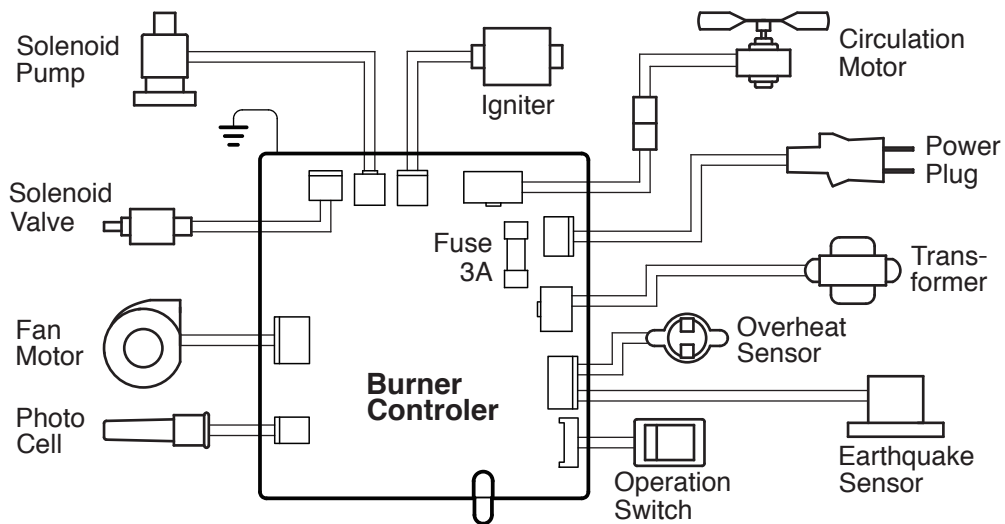 Solenoid
Pump
Igniter
Circulation
Motor
Power
Plug
Solenoid
Valve
Fuse
3A
Trans-
former
Fan
Motor
Overheat
Sensor
Burner
Controler
Photo
Cell
Operation
Switch
Earthquake
Sensor